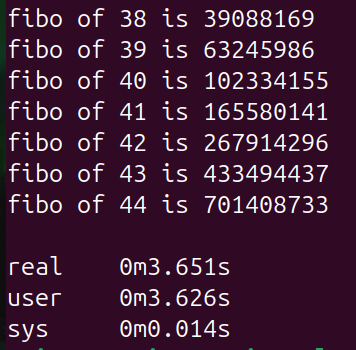 fibo of 38 is 39088169
fibo of 39 is 63245986
fibo of 40 is 102334155
fibo of 41 is 165580141
fibo of 42 is 267914296
fibo of 43 is 433494437
fibo of 44 is 701408733
real 0m3.651s
user 0m3.626s
sys 0m0.014s